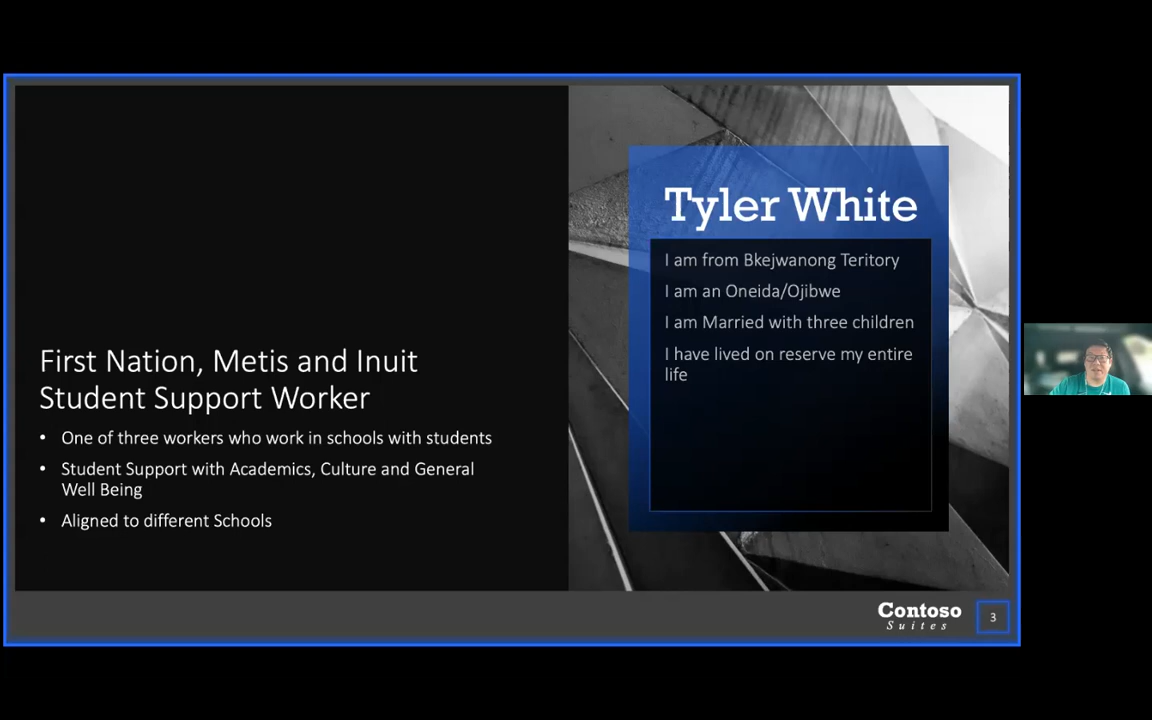 First Nation, Metis and Inuit
Student Support Worker
• One of three workers who work in schools with students
• Student Support with Academics, Culture and General
Well Being
• Aligned to different Schools
Tyler White
I am from Bkejwanong Teritory
I am an Oneida/Ojibwe
I am Married with three children
I have lived on reserve my entire
life
Contoso
Suites
3